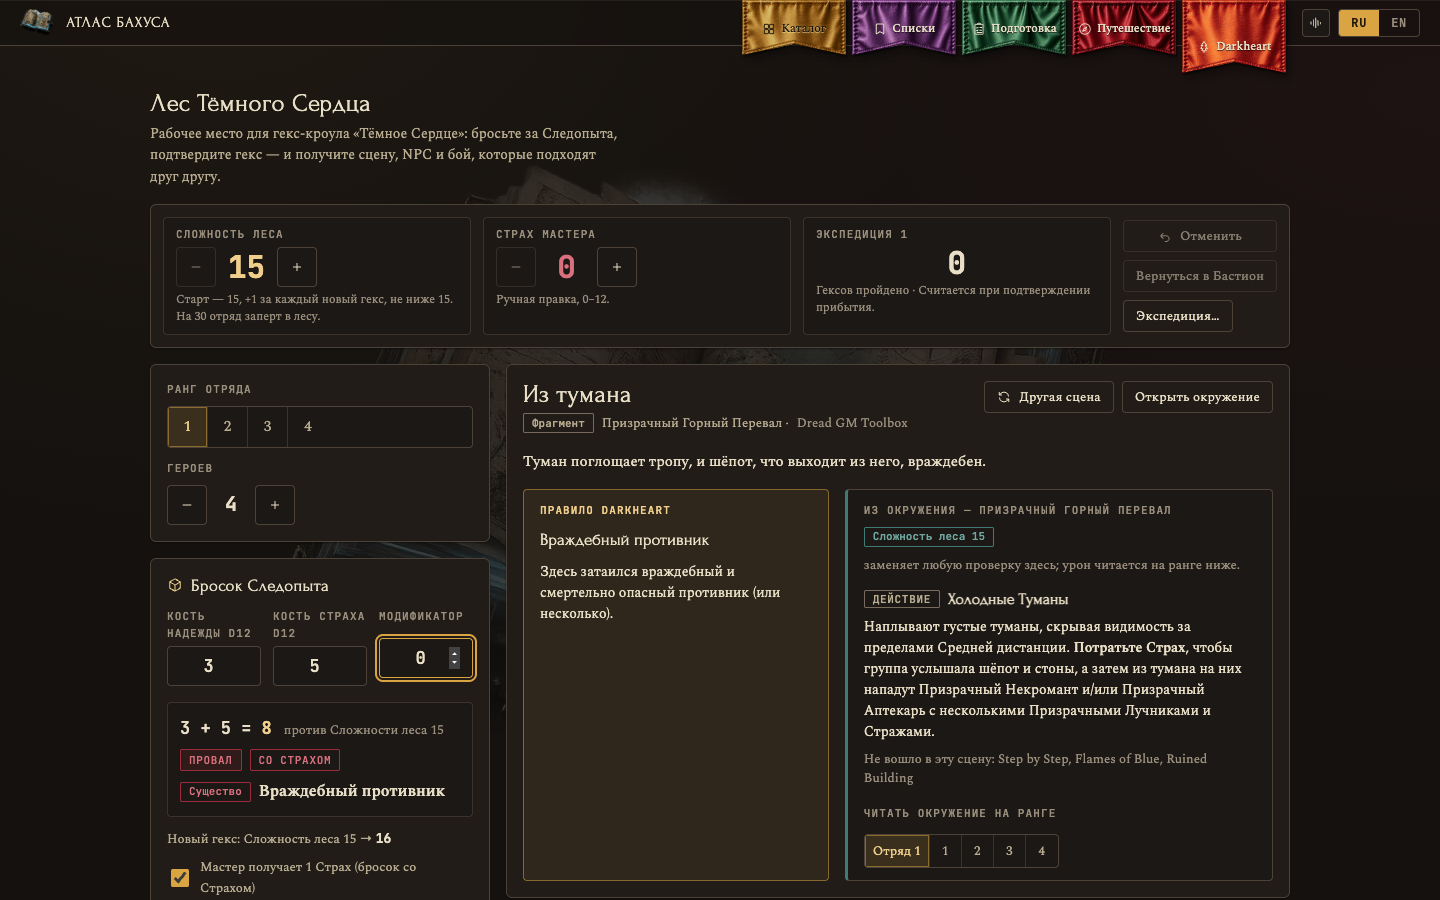 АТЛАС БАХУСА
Каталог
Списки
Подготовка
Путешествие
Darkheart
RU
EN
Лес Тёмного Сердца
Рабочее место для гекс-кроула «Тёмное Сердце»: бросьте за Следопыта,
подтвердите гекс — и получите сцену, NPC и бой, которые подходят
друг другу.
СЛОЖНОСТЬ ЛЕСА
− 15 +
Старт — 15, +1 за каждый новый гекс, не ниже 15.
На 30 отряд заперт в лесу.
СТРАХ МАСТЕРА
− 0 +
Ручная правка, 0–12.
ЭКСПЕДИЦИЯ 1
0
Гексов пройдено · Считается при подтверждении
прибытия.
Отменить
Вернуться в Бастион
Экспедиция…
РАНГ ОТРЯДА
1 2 3 4
ГЕРОЕВ
− 4 +
Бросок Следопыта
КОСТЬ
НАДЕЖДЫ D12
КОСТЬ СТРАХА
D12
МОДИФИКАТОР
3
5
0
3 + 5 = 8 против Сложности леса 15
ПРОВАЛ
СО СТРАХОМ
Существо Враждебный противник
Новый гекс: Сложность леса 15 → 16
Мастер получает 1 Страх (бросок со
Страхом)
Из тумана
Фрагмент Призрачный Горный Перевал · Dread GM Toolbox
Другая сцена
Открыть окружение
Туман поглощает тропу, и шёпот, что выходит из него, враждебен.
ПРАВИЛО DARKHEART
Враждебный противник
Здесь затаился враждебный и
смертельно опасный противник (или
несколько).
ИЗ ОКРУЖЕНИЯ — ПРИЗРАЧНЫЙ ГОРНЫЙ ПЕРЕВАЛ
Сложность леса 15
заменяет любую проверку здесь; урон читается на ранге ниже.
ДЕЙСТВИЕ Холодные Туманы
Наплывают густые туманы, скрывая видимость за
пределами Средней дистанции. Потратьте Страх, чтобы
группа услышала шёпот и стоны, а затем из тумана на них
нападут Призрачный Некромант и/или Призрачный
Аптекарь с несколькими Призрачными Лучниками и
Стражами.
Не вошло в эту сцену: Step by Step, Flames of Blue, Ruined
Building
ЧИТАТЬ ОКРУЖЕНИЕ НА РАНГЕ
Отряд 1 1 2 3 4